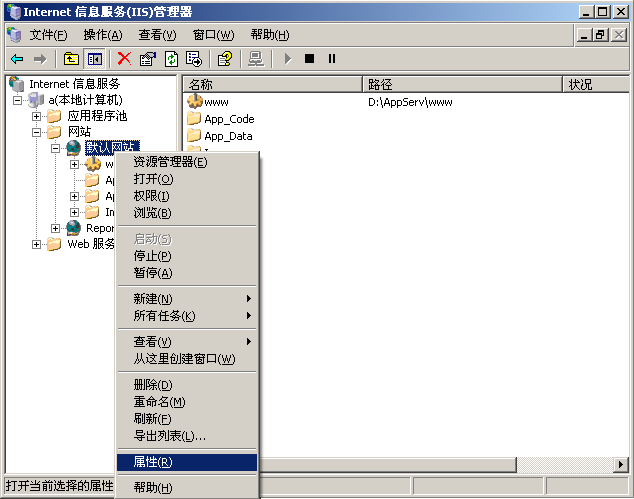 Internet 信息服务(IIS)管理器
文件(F) 操作(A) 查看(V) 窗口(W) 帮助(H)
Internet 信息服务
a(本地计算机)
应用程序池
网站
默认网站
w
Ap
Ap
In
Repor
Web 服务
名称 路径 状况
www D:\AppServ\www
App_Code
App_Data
资源管理器(E)
打开(O)
权限(I)
浏览(B)
启动(S)
停止(P)
暂停(A)
新建(N)
所有任务(K)
查看(V)
从这里创建窗口(W)
删除(D)
重命名(M)
刷新(F)
导出列表(L)...
属性(R)
帮助(H)
打开当前选择的属性